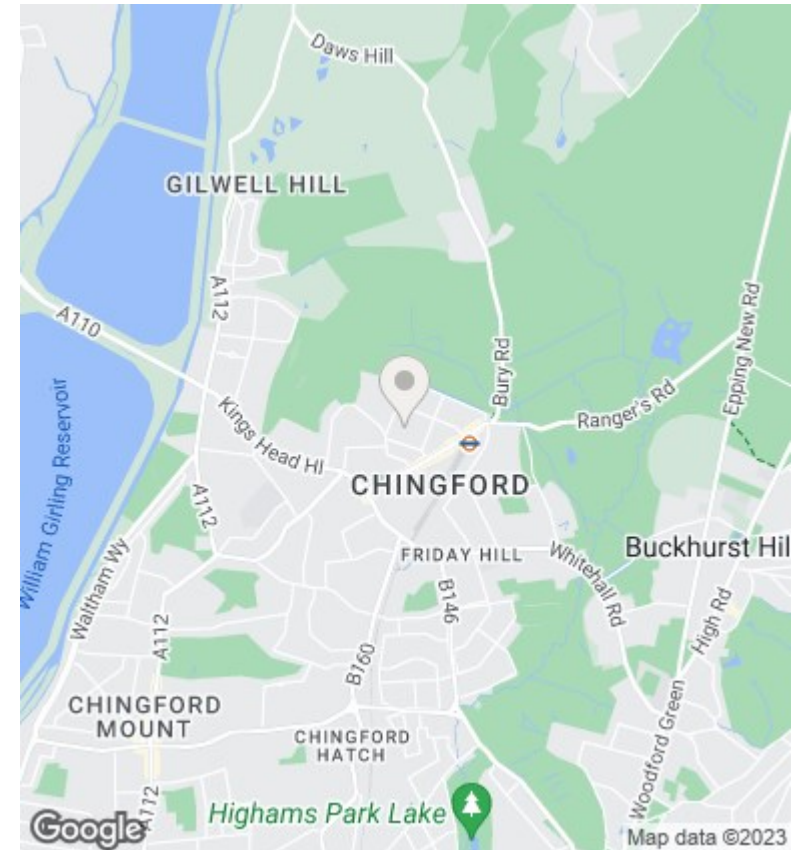 Daws Hill
GILWELL HILL
A112
A110
Bury Rd
Epping New Rd
Ranger's Rd
William Girling Reservoir
Kings Head Hl
CHINGFORD
A112
Waltham Wy
FRIDAY HILL
Whitehall Rd
Buckhurst Hil
B146
High Rd
A112
B160
CHINGFORD
MOUNT
CHINGFORD
HATCH
Woodford Green
A112
Highams Park Lake
Google
Map data ©2023